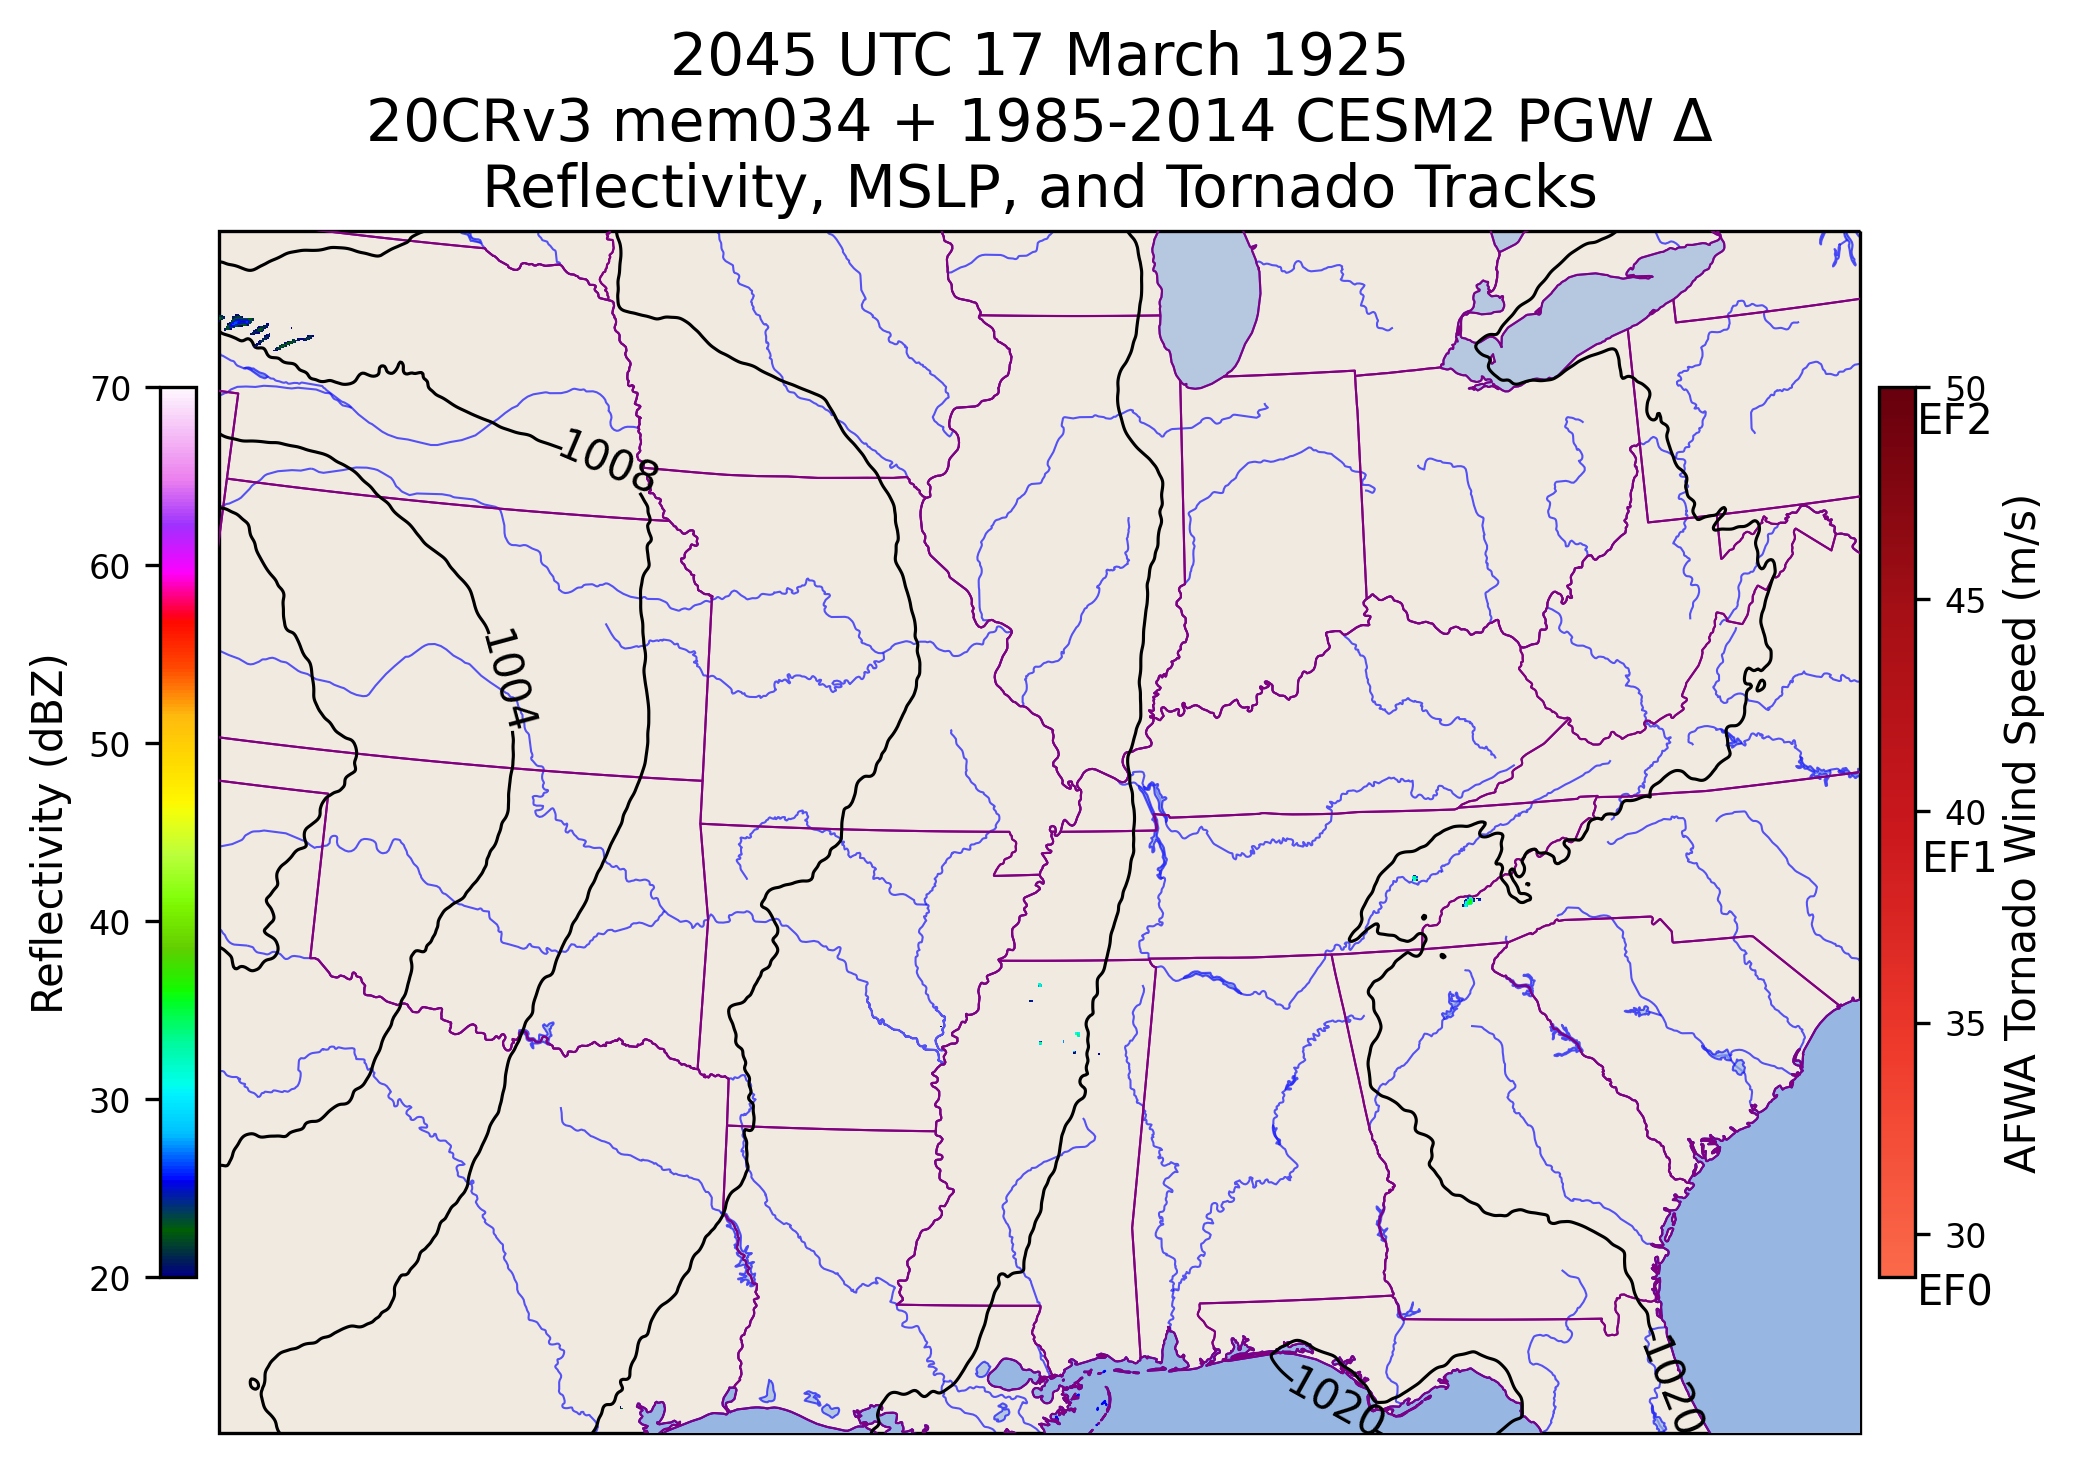 2045 UTC 17 March 1925
20CRv3 mem034 + 1985-2014 CESM2 PGW Δ
Reflectivity, MSLP, and Tornado Tracks
70
60
50
40
30
20
Reflectivity (dBZ)
1008
1004
1020
1020
50
EF2
45
40
EF1
35
30
EF0
AFWA Tornado Wind Speed (m/s)